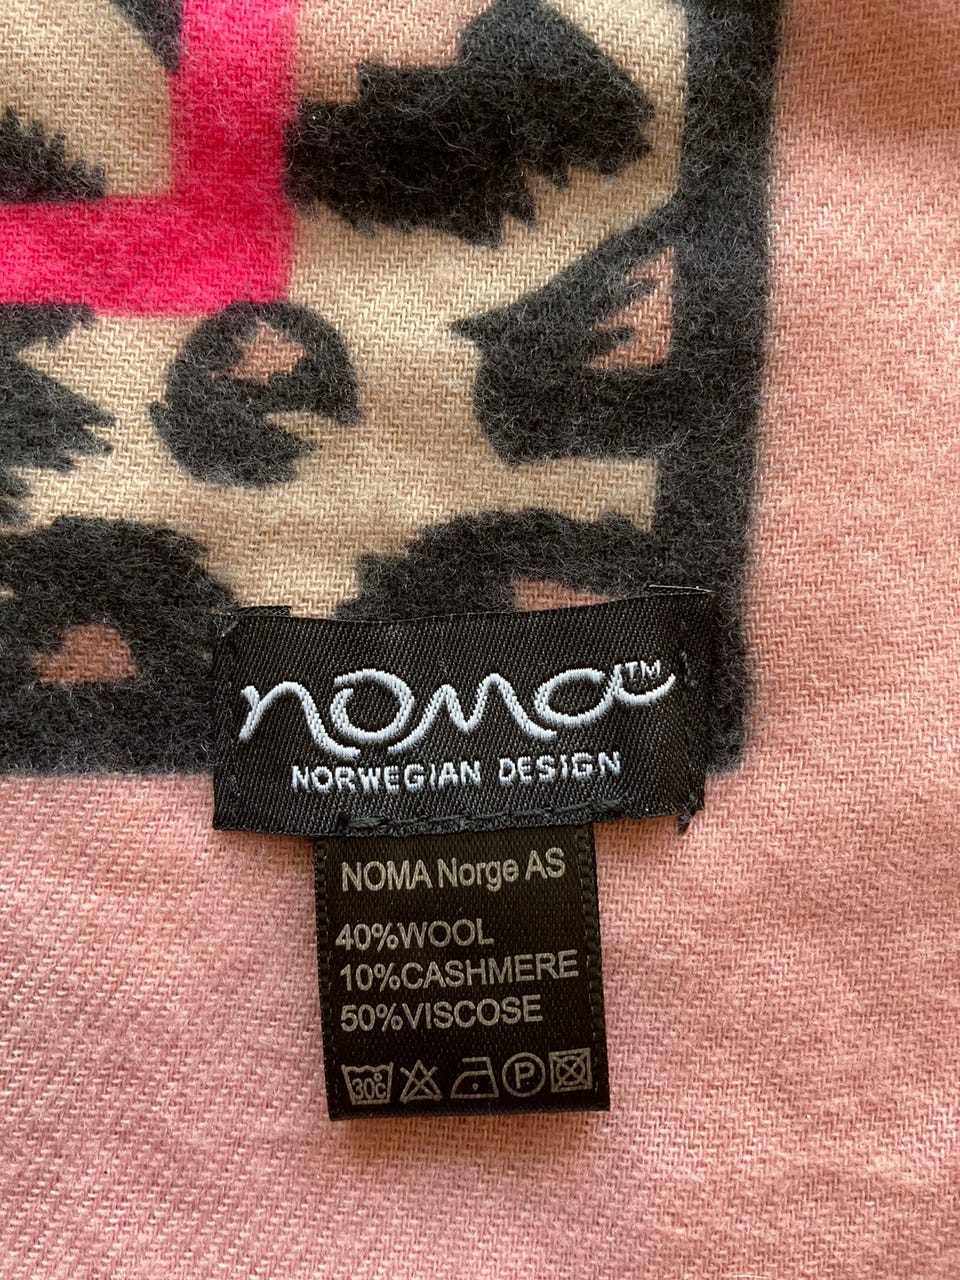 noma™
NORWEGIAN DESIGN
NOMA Norge AS
40%WOOL
10%CASHMERE
50%VISCOSE
30°C P